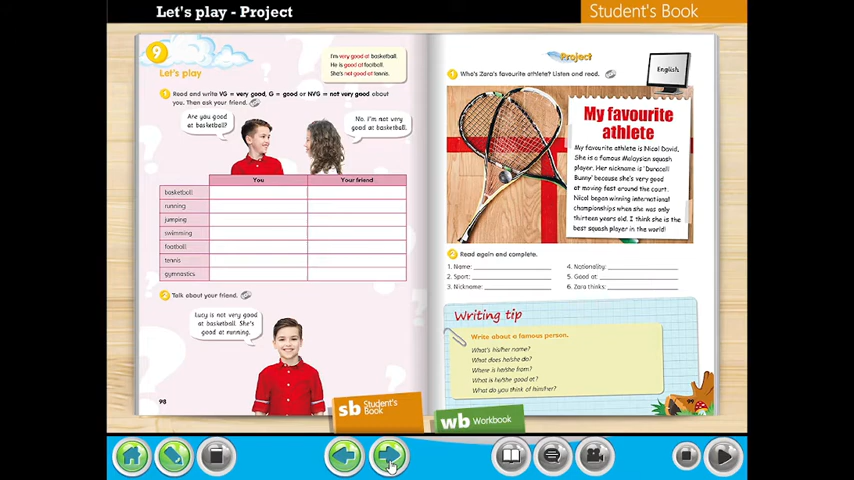 Let's play - Project
Student's Book
9
Let's play
I'm very good at basketball.
He is good at football.
She's not good at tennis.
1 Read and write VG = very good, G = good or NVG = not very good about
you. Then ask your friend.
Are you good
at basketball?
No. I'm not very
good at basketball.
You Your friend
basketball
running
jumping
swimming
football
tennis
gymnastics
2 Talk about your friend.
Lucy is not very good
at basketball. She's
good at running.
98
Project
English
1 Who's Zara's favourite athlete? Listen and read.
My favourite
athlete
My favourite athlete is Nicol David.
She is a famous Malaysian squash
player. Her nickname is 'Duracell
Bunny' because she's very good
at moving fast around the court.
Nicol began winning international
championships when she was only
thirteen years old. I think she is the
best squash player in the world!
2 Read again and complete.
1. Name:
2. Sport:
3. Nickname:
4. Nationality:
5. Good at:
6. Zara thinks:
Writing tip
Write about a famous person.
What's his/her name?
What does he/she do?
Where is he/she from?
What is he/she good at?
What do you think of him/her?
99
sb Student's
Book
wb Workbook